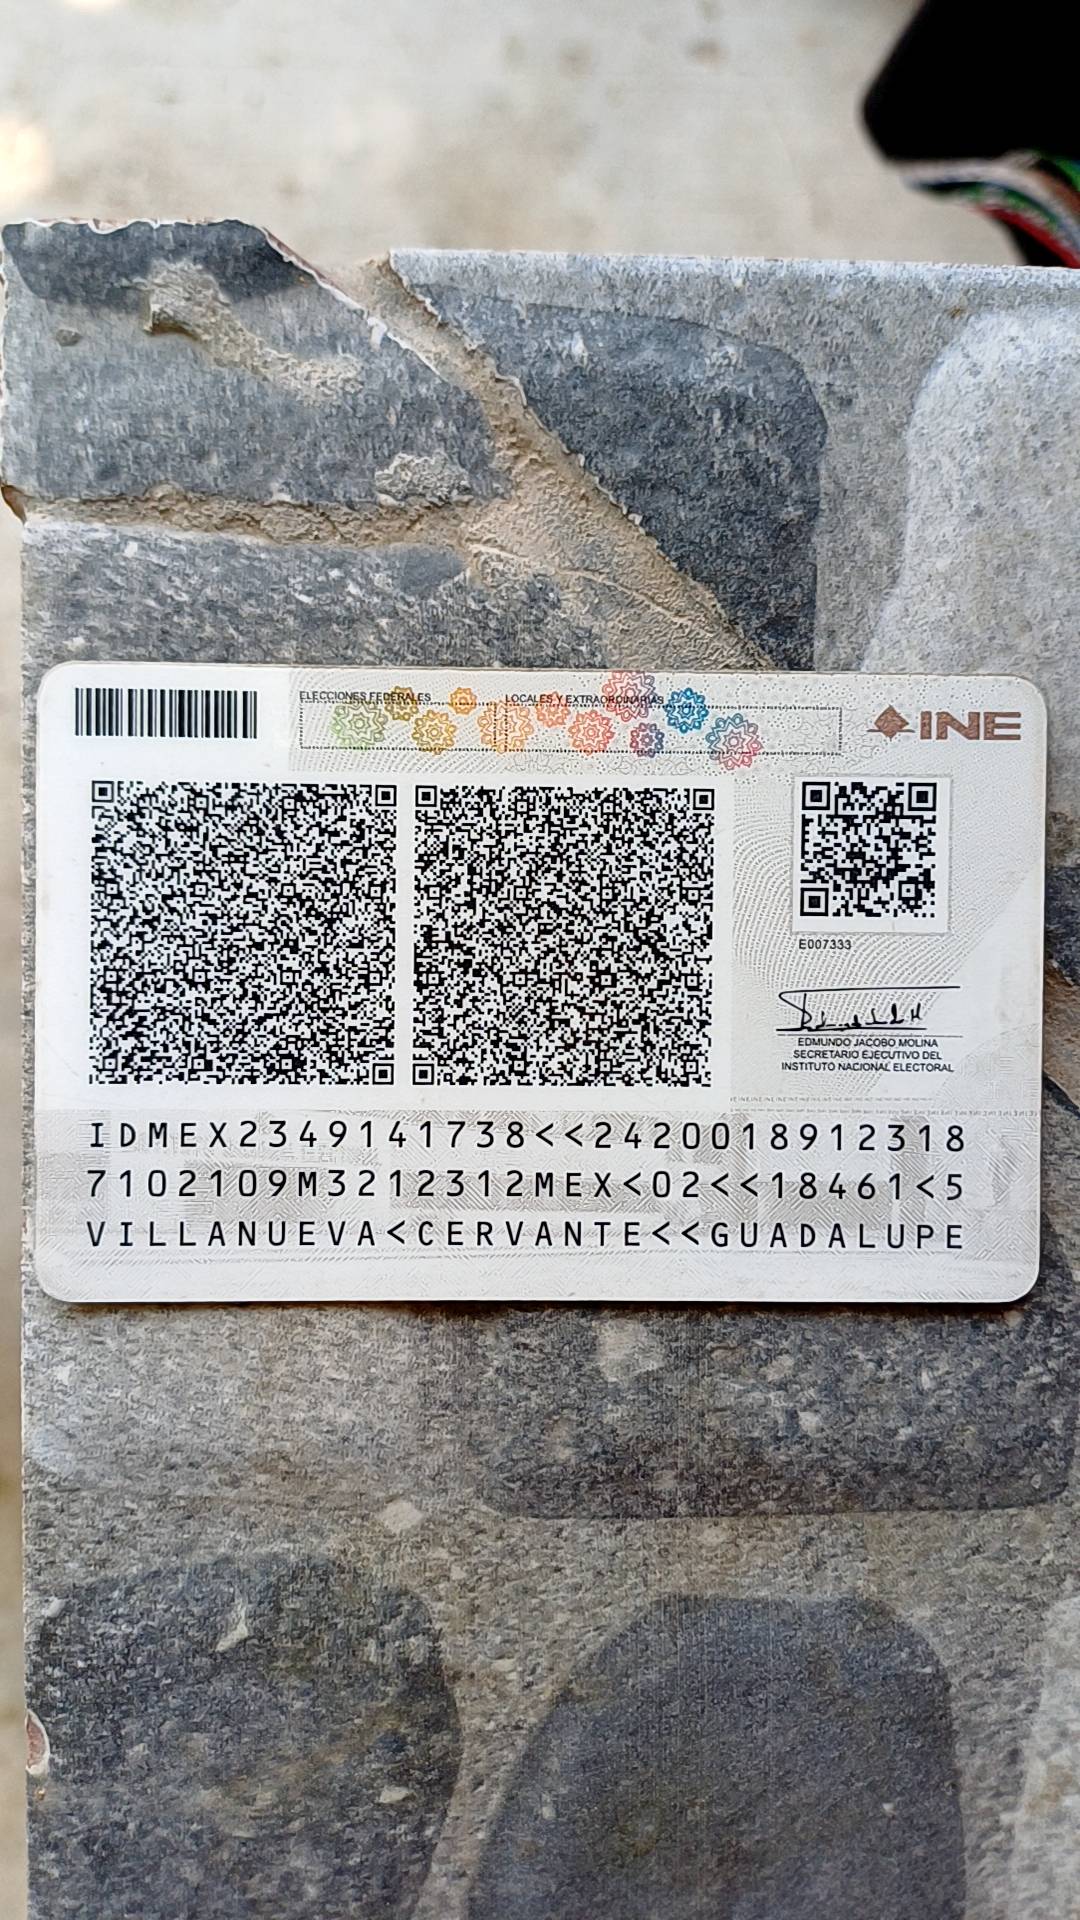 ELECCIONES FEDERALES LOCALES Y EXTRAORDINARIAS
INE
E007333
EDMUNDO JACOBO MOLINA
SECRETARIO EJECUTIVO DEL
INSTITUTO NACIONAL ELECTORAL
IDMEX2349141738<<2420018912318
7102109M3212312MEX<02<<18461<5
VILLANUEVA<CERVANTE<<GUADALUPE